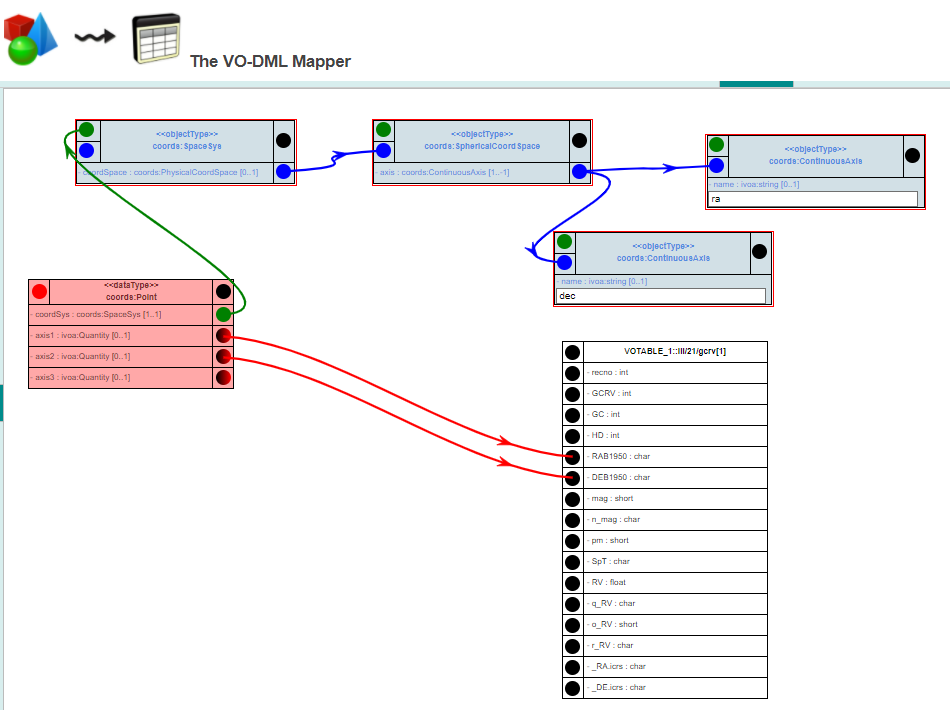 The VO-DML Mapper
<<objectType>>
coords:SpaceSys
- coordSpace : coords:PhysicalCoordSpace [0..1]
<<objectType>>
coords:SphericalCoordSpace
- axis : coords:ContinuousAxis [1..-1]
<<objectType>>
coords:ContinuousAxis
- name : ivoa:string [0..1]
ra
<<objectType>>
coords:ContinuousAxis
- name : ivoa:string [0..1]
dec
<<dataType>>
coords:Point
- coordSys : coords:SpaceSys [1..1]
- axis1 : ivoa:Quantity [0..1]
- axis2 : ivoa:Quantity [0..1]
- axis3 : ivoa:Quantity [0..1]
VOTABLE_1::III/21/gcrv[1]
- recno : int
- GCRV : int
- GC : int
- HD : int
- RAB1950 : char
- DEB1950 : char
- mag : short
- n_mag : char
- pm : short
- SpT : char
- RV : float
- q_RV : char
- o_RV : short
- r_RV : char
- _RA.icrs : char
- _DE.icrs : char